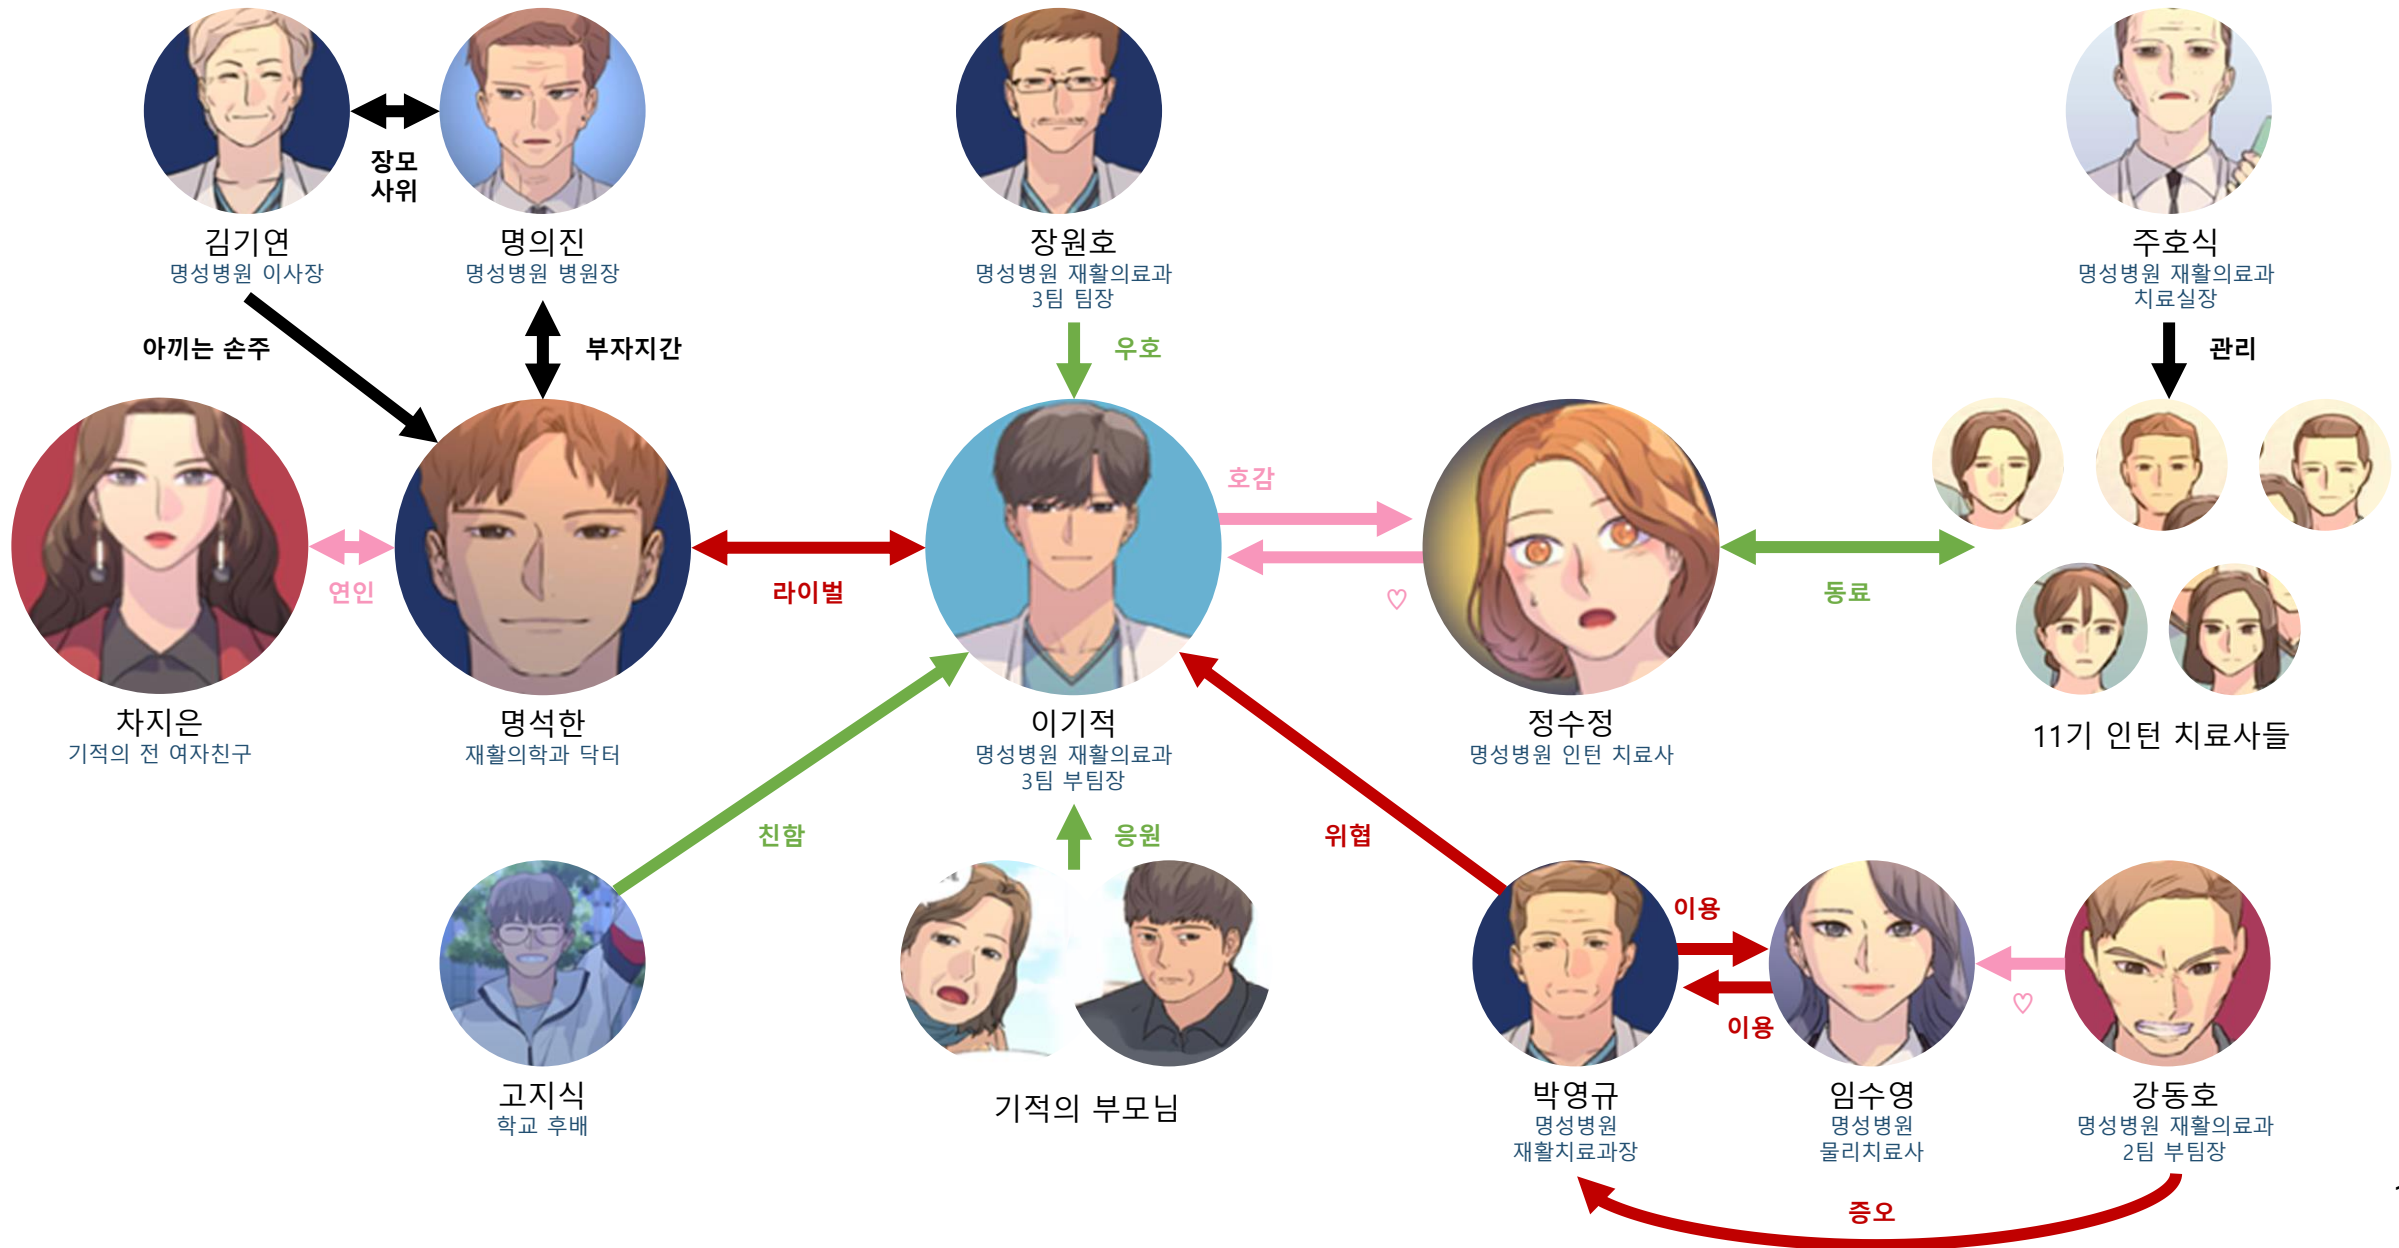 장모
사위
김기연
명성병원 이사장
명의진
명성병원 병원장
장원호
명성병원 재활의료과
3팀 팀장
주호식
명성병원 재활의료과
치료실장
아끼는 손주
부자지간
우호
관리
호감
연인
라이벌
♡
동료
차지은
기적의 전 여자친구
명석한
재활의학과 닥터
이기적
명성병원 재활의료과
3팀 부팀장
정수정
명성병원 인턴 치료사
11기 인턴 치료사들
친함
응원
위협
이용
이용
♡
고지식
학교 후배
기적의 부모님
박영규
명성병원
재활치료과장
임수영
명성병원
물리치료사
강동호
명성병원 재활의료과
2팀 부팀장
증오